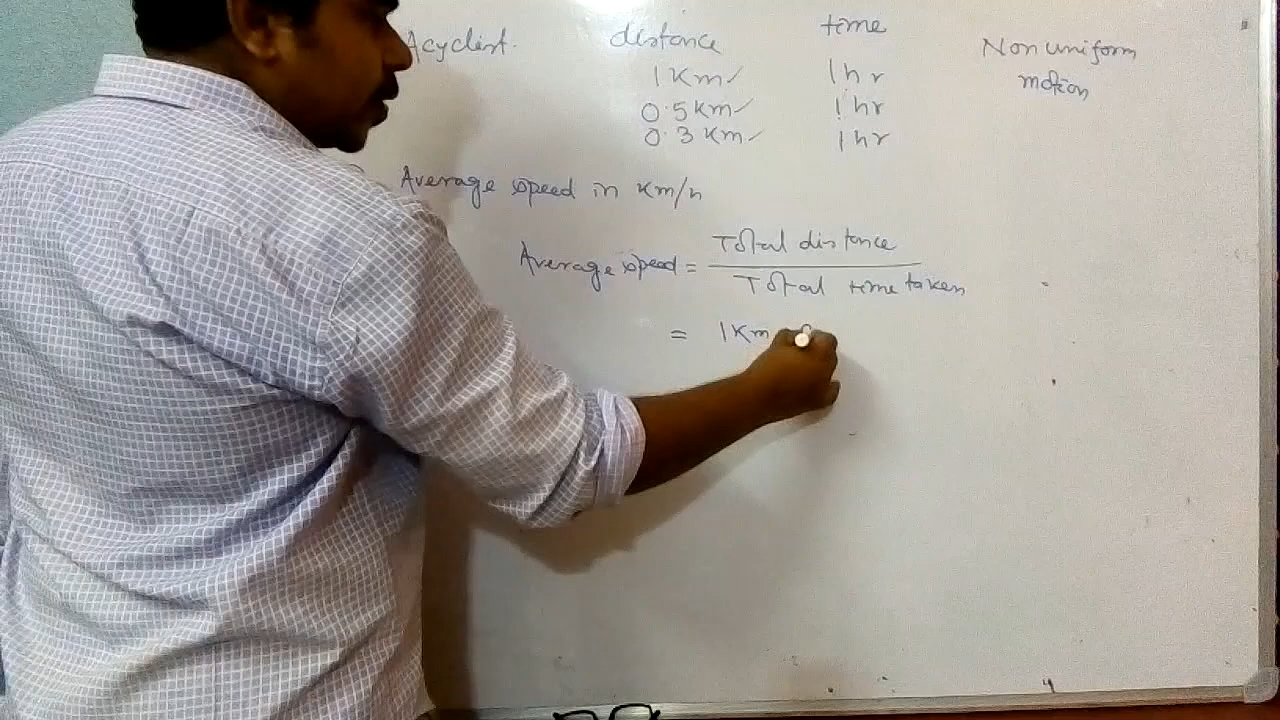 A cyclist. distance time Non uniform
motion
1 Km 1 hr
0.5 km 1 hr
0.3 km 1 hr
Average speed in Km/h
Average speed = Total distance
Total time taken
= 1 Km